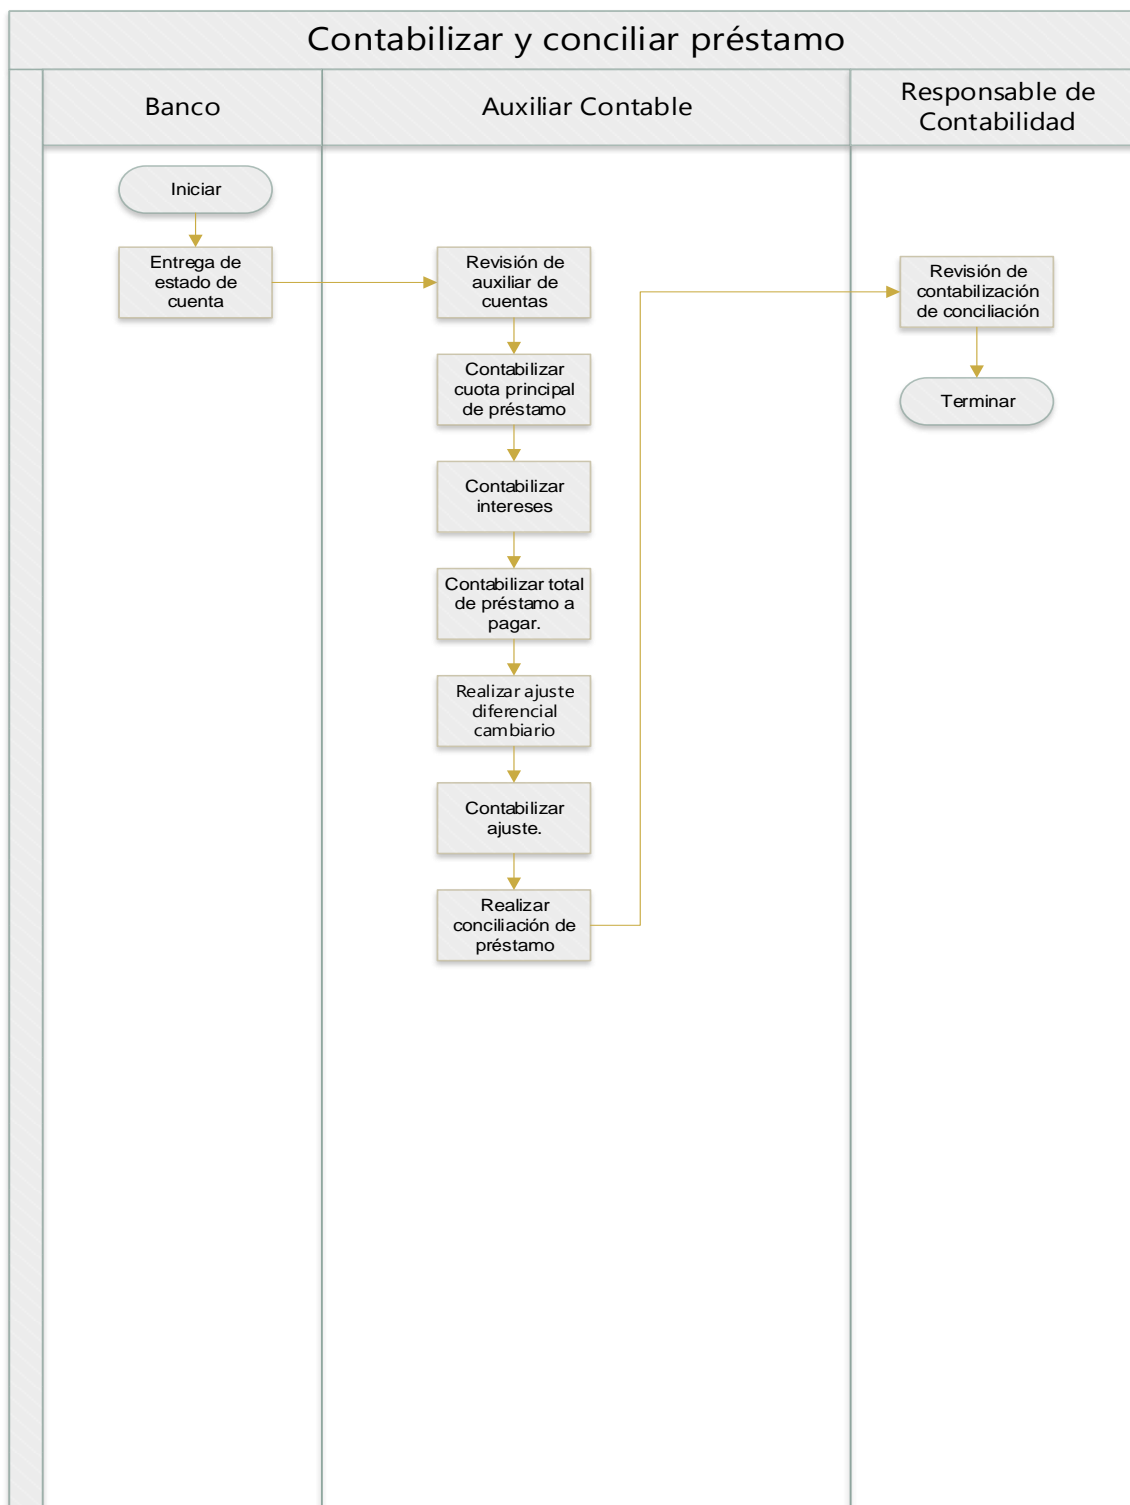 Contabilizar y conciliar préstamo
Banco
Auxiliar Contable
Responsable de
Contabilidad
Iniciar
Entrega de
estado de
cuenta
Revisión de
auxiliar de
cuentas
Contabilizar
cuota principal
de préstamo
Contabilizar
intereses
Contabilizar total
de préstamo a
pagar.
Realizar ajuste
diferencial
cambiario
Contabilizar
ajuste.
Realizar
conciliación de
préstamo
Revisión de
contabilización
de conciliación
Terminar